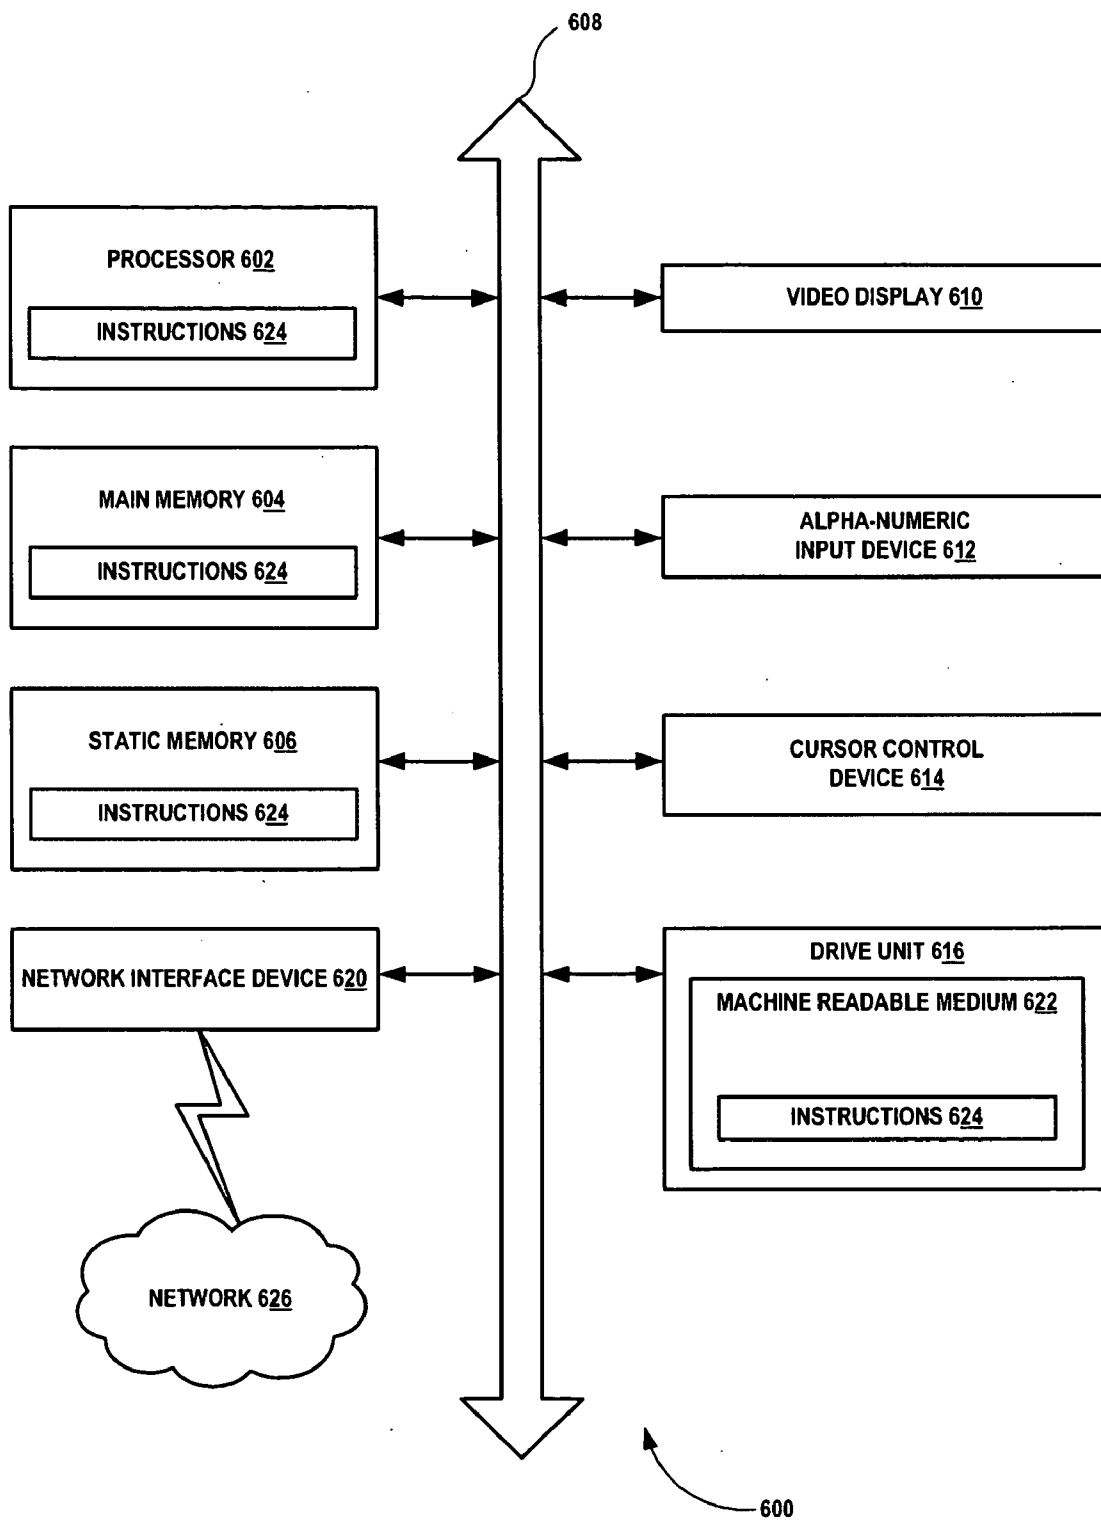 608
PROCESSOR 602
INSTRUCTIONS 624
VIDEO DISPLAY 610
MAIN MEMORY 604
INSTRUCTIONS 624
ALPHA-NUMERIC
INPUT DEVICE 612
STATIC MEMORY 606
INSTRUCTIONS 624
CURSOR CONTROL
DEVICE 614
NETWORK INTERFACE DEVICE 620
DRIVE UNIT 616
MACHINE READABLE MEDIUM 622
INSTRUCTIONS 624
NETWORK 626
600